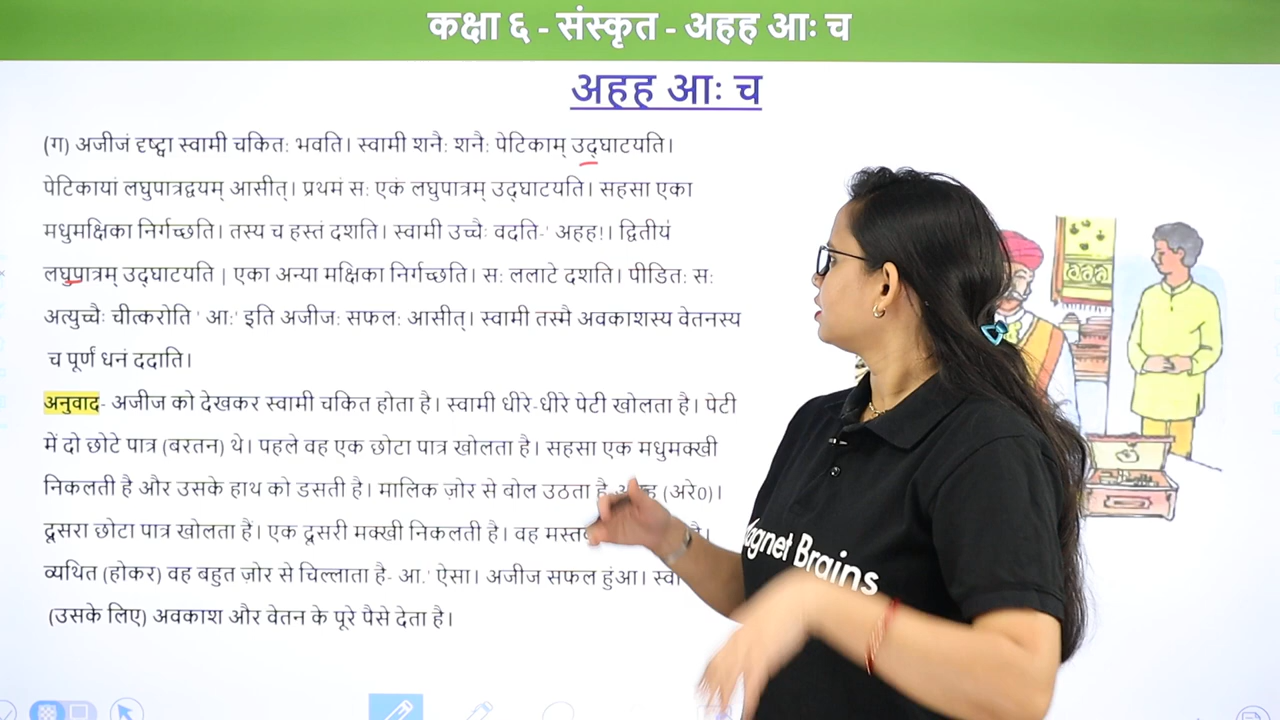 कक्षा ६ - संस्कृत - अहह आः च
अहह आः च
(ग) अजीजं दृष्ट्वा स्वामी चकित: भवति। स्वामी शनै: शनै: पेटिकाम् उद्घाटयति।
पेटिकायां लघुपात्रद्वयम् आसीत्। प्रथमं स: एकं लघुपात्रम् उद्घाटयति। सहसा एका
मधुमक्षिका निर्गच्छति। तस्य च हस्तं दशति। स्वामी उच्चैः वदति-' अहह!। द्वितीयं
लघुपात्रम् उद्घाटयति | एका अन्या मक्षिका निर्गच्छति। स: ललाटे दशति। पीडित: स:
अत्युच्चैः चीत्करोति ' आ:' इति अजीज: सफल: आसीत्। स्वामी तस्मै अवकाशस्य वेतनस्य
च पूर्णं धनं ददाति।
अनुवाद- अजीज को देखकर स्वामी चकित होता है। स्वामी धीरे-धीरे पेटी खोलता है। पेटी
में दो छोटे पात्र (बरतन) थे। पहले वह एक छोटा पात्र खोलता है। सहसा एक मधुमक्खी
निकलती है और उसके हाथ को डसती है। मालिक ज़ोर से बोल उठता है- (अरे०)।
दूसरा छोटा पात्र खोलता है। एक दूसरी मक्खी निकलती है। वह है।
व्यथित (होकर) वह बहुत ज़ोर से चिल्लाता है- आ.' ऐसा। अजीज सफल हुंआ।
(उसके लिए) अवकाश और वेतन के पूरे पैसे देता है।
agnet Brains